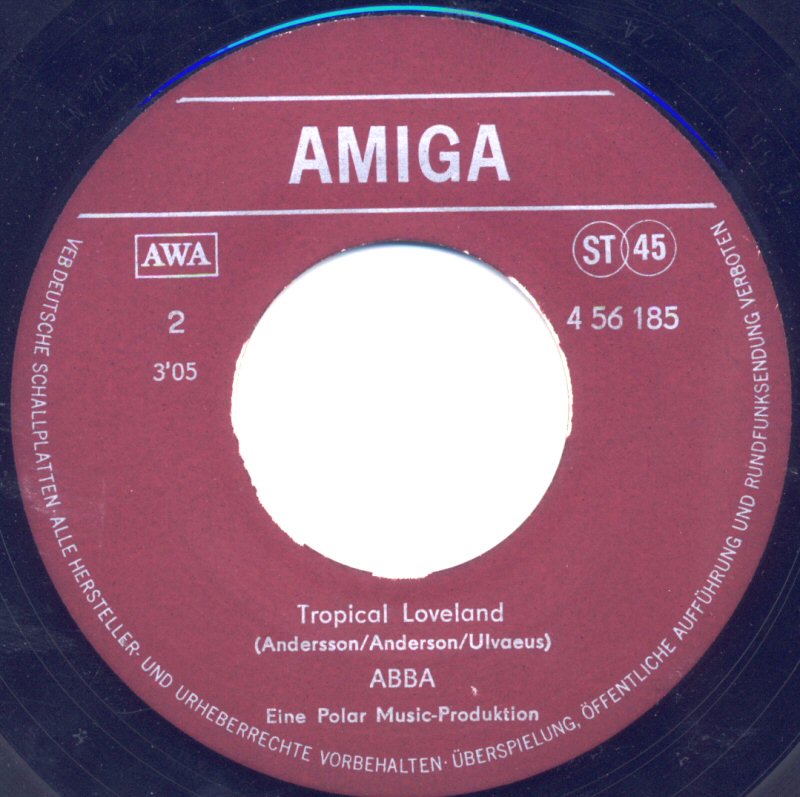 AMIGA
AWA
ST 45
2
4 56 185
3'05
Tropical Loveland
(Andersson/Anderson/Ulvaeus)
ABBA
Eine Polar Music-Produktion
VEB DEUTSCHE SCHALLPLATTEN · ALLE HERSTELLER- UND URHEBERRECHTE VORBEHALTEN · ÜBERSPIELUNG, ÖFFENTLICHE AUFFÜHRUNG UND RUNDFUNKSENDUNG VERBOTEN